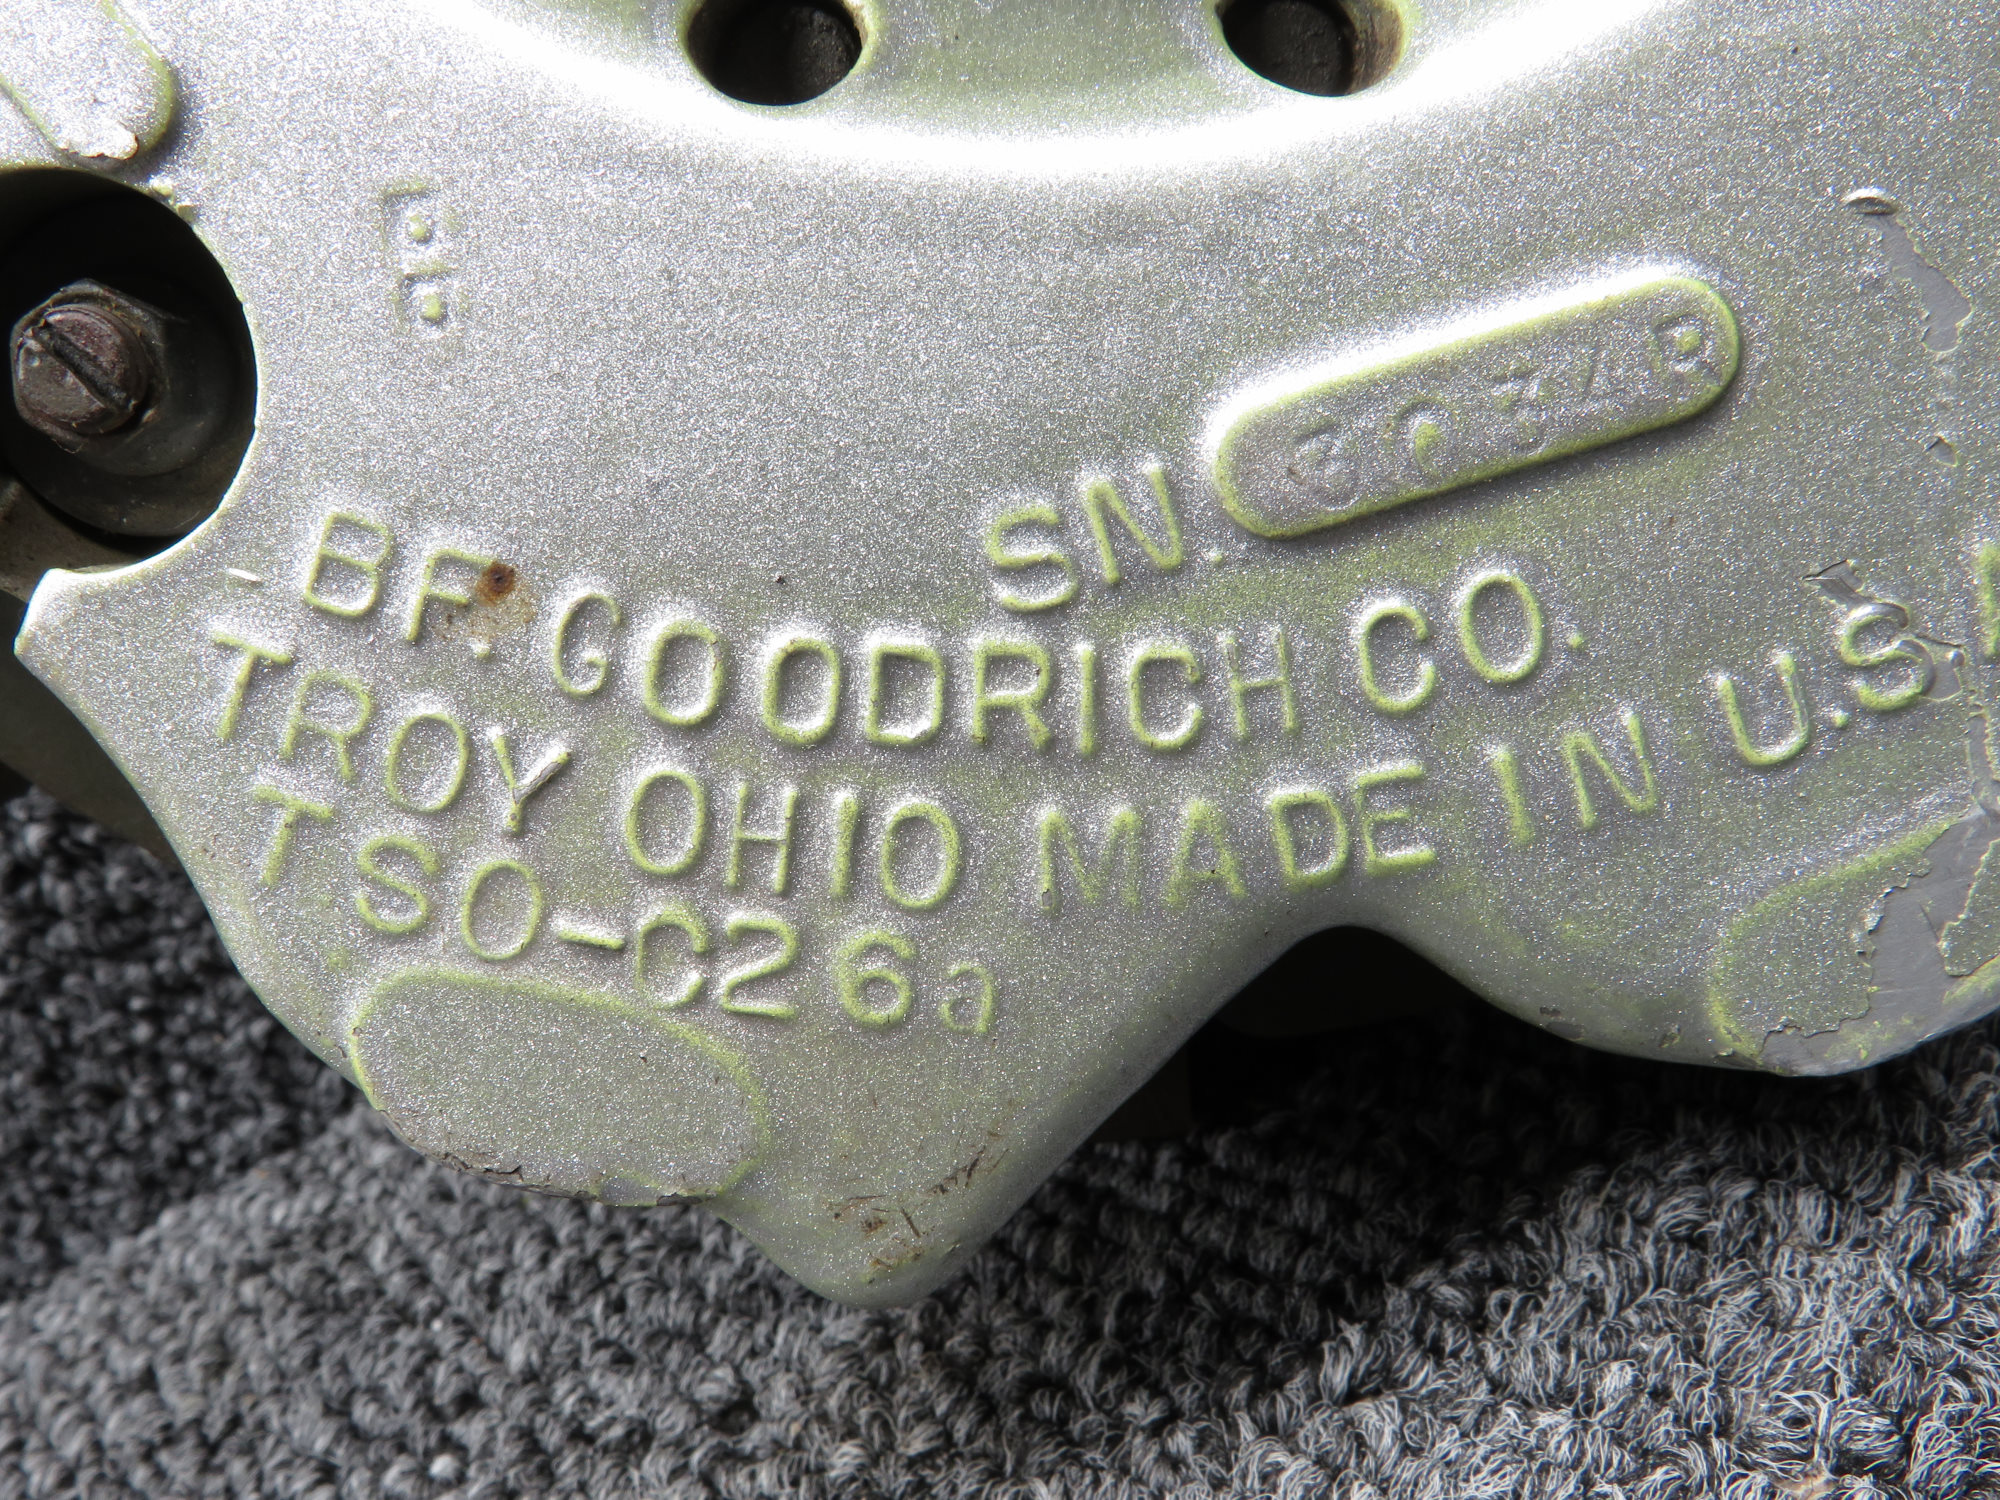 SN.
BF. GOODRICH CO.
TROY OHIO MADE IN U.S.
TSO-C26a